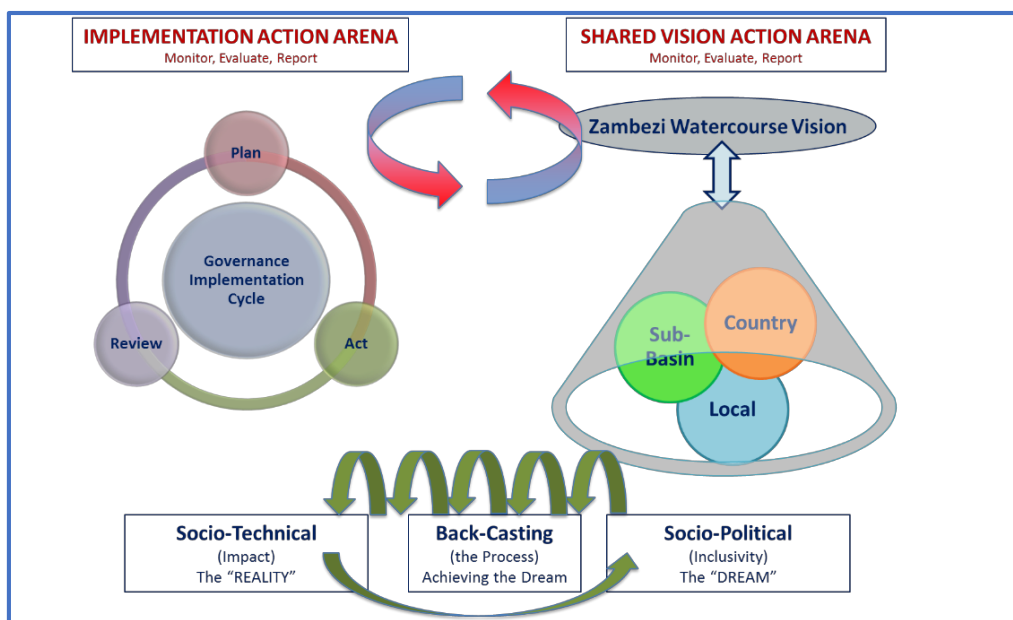 IMPLEMENTATION ACTION ARENA
Monitor, Evaluate, Report
SHARED VISION ACTION ARENA
Monitor, Evaluate, Report
Zambezi Watercourse Vision
Plan
Governance
Implementation
Cycle
Review
Act
Country
Sub-
Basin
Local
Socio-Technical
(Impact)
The “REALITY”
Back-Casting
(the Process)
Achieving the Dream
Socio-Political
(Inclusivity)
The “DREAM”